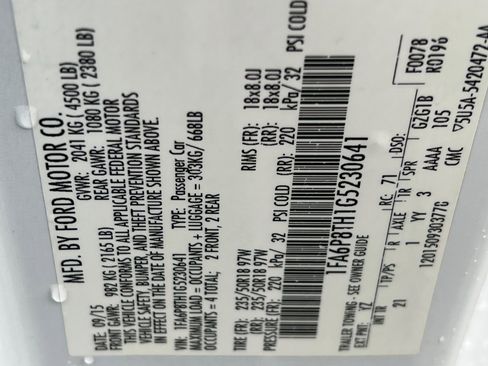 MFD. BY FORD MOTOR CO.
DATE: 09/15 GVWR: 2041 KG ( 4500 LB)
FRONT GAWR: 982 KG ( 2165 LB) REAR GAWR: 1080 KG ( 2380 LB)
THIS VEHICLE CONFORMS TO ALL APPLICABLE FEDERAL MOTOR
VEHICLE SAFETY, BUMPER, AND THEFT PREVENTION STANDARDS IN
EFFECT ON THE DATE OF MANUFACTURE SHOWN ABOVE.
VIN: 1FA6P8TH1G5230641 TYPE: Passenger Car
MAXIMUM LOAD = OCCUPANTS + LUGGAGE = 303KG/ 668LB
OCCUPANTS = 4 TOTAL: 2 FRONT, 2 REAR
TIRE (FR): 235/50R18 97W RIMS (FR): 18x8.0J
TIRE (RR): 235/50R18 97W (RR): 18x8.0J
PRESSURE (FR): 220 kPa/ 32 PSI COLD (RR): 220 kPa/ 32 PSI COLD
1FA6P8TH1G5230641
TRAILER TOWING - SEE OWNER GUIDE
EXT PNT: YZ RC: 71 DSO: F0078
R0196
INT TR TP/PS R AXLE TR SPR
21 1 YY 3 AAAA GZG1B
105
12015093037 CMC ▽5U5A-5420472-AA